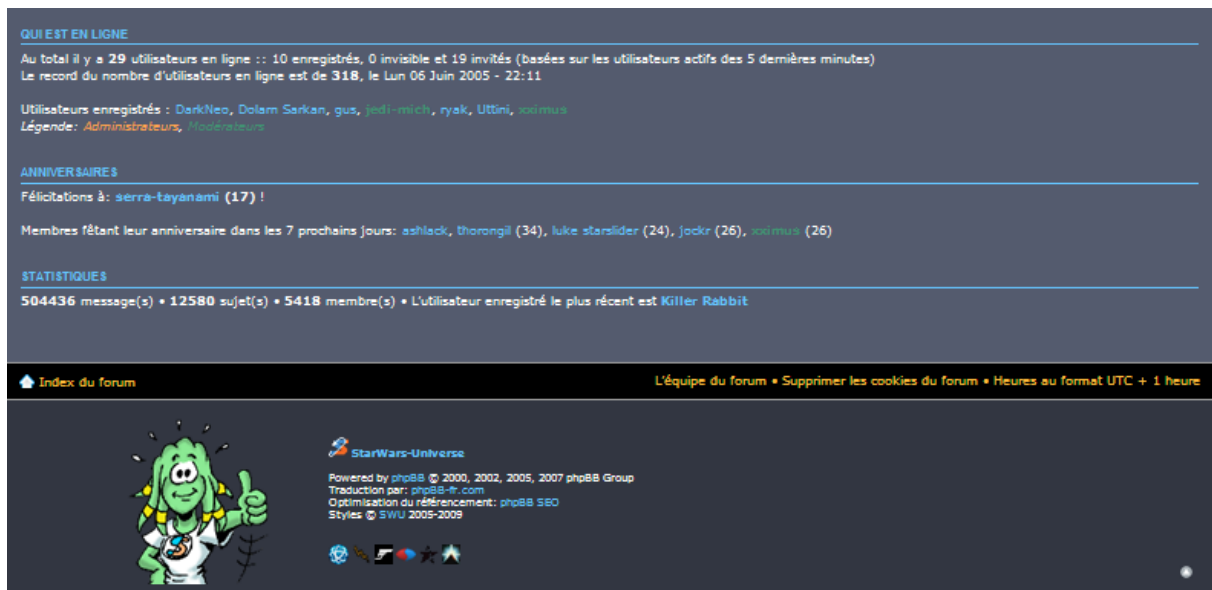 QUI EST EN LIGNE
Au total il y a 29 utilisateurs en ligne :: 10 enregistrés, 0 invisible et 19 invités (basées sur les utilisateurs actifs des 5 dernières minutes)
Le record du nombre d'utilisateurs en ligne est de 318, le Lun 06 Juin 2005 - 22:11
Utilisateurs enregistrés : DarkNeo, Dolam Sarkan, gus, jedi-mich, ryak, Uttini, xximus
Légende: Administrateurs, Modérateurs
ANNIVERSAIRES
Félicitations à: serra-tayanami (17) !
Membres fêtant leur anniversaire dans les 7 prochains jours: ashlack, thorongil (34), luke starslider (24), jockr (26), xximus (26)
STATISTIQUES
504436 message(s) • 12580 sujet(s) • 5418 membre(s) • L'utilisateur enregistré le plus récent est Killer Rabbit
Index du forum
L'équipe du forum • Supprimer les cookies du forum • Heures au format UTC + 1 heure
StarWars-Universe
Powered by phpBB © 2000, 2002, 2005, 2007 phpBB Group
Traduction par: phpBB-fr.com
Optimisation du référencement: phpBB SEO
Styles © SWU 2005-2009